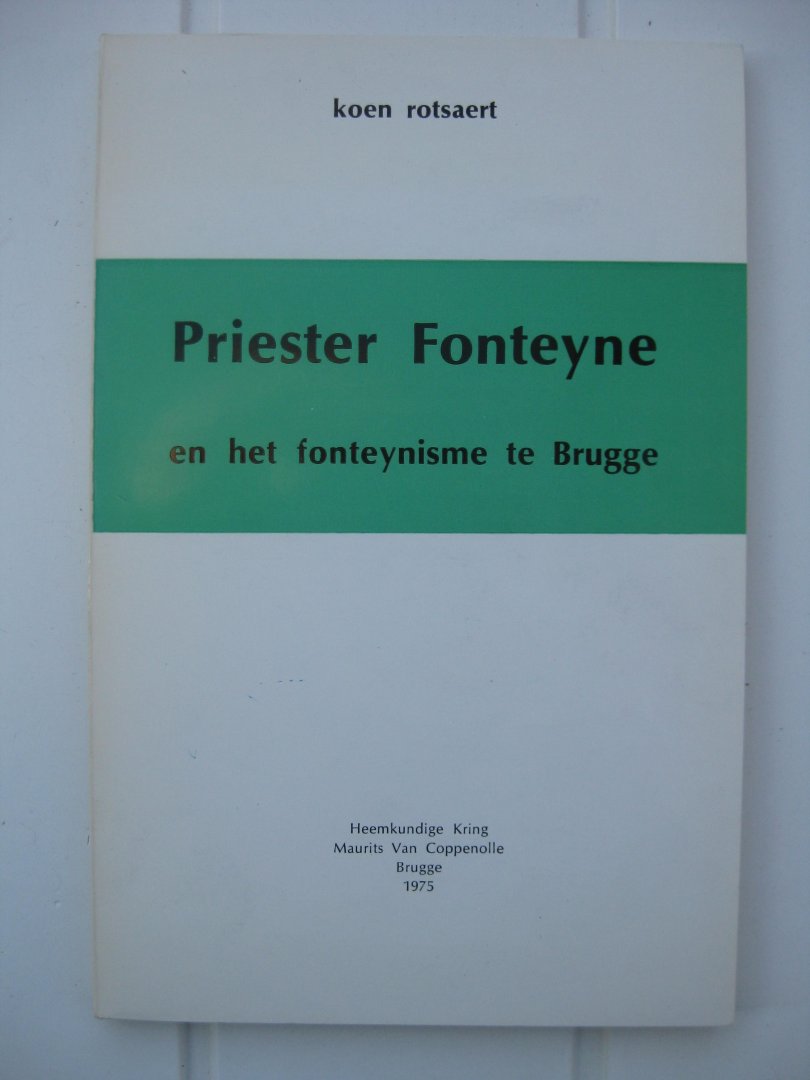 koen rotsaert
Priester Fonteyne
en het fonteynisme te Brugge
Heemkundige Kring
Maurits Van Coppenolle
Brugge
1975